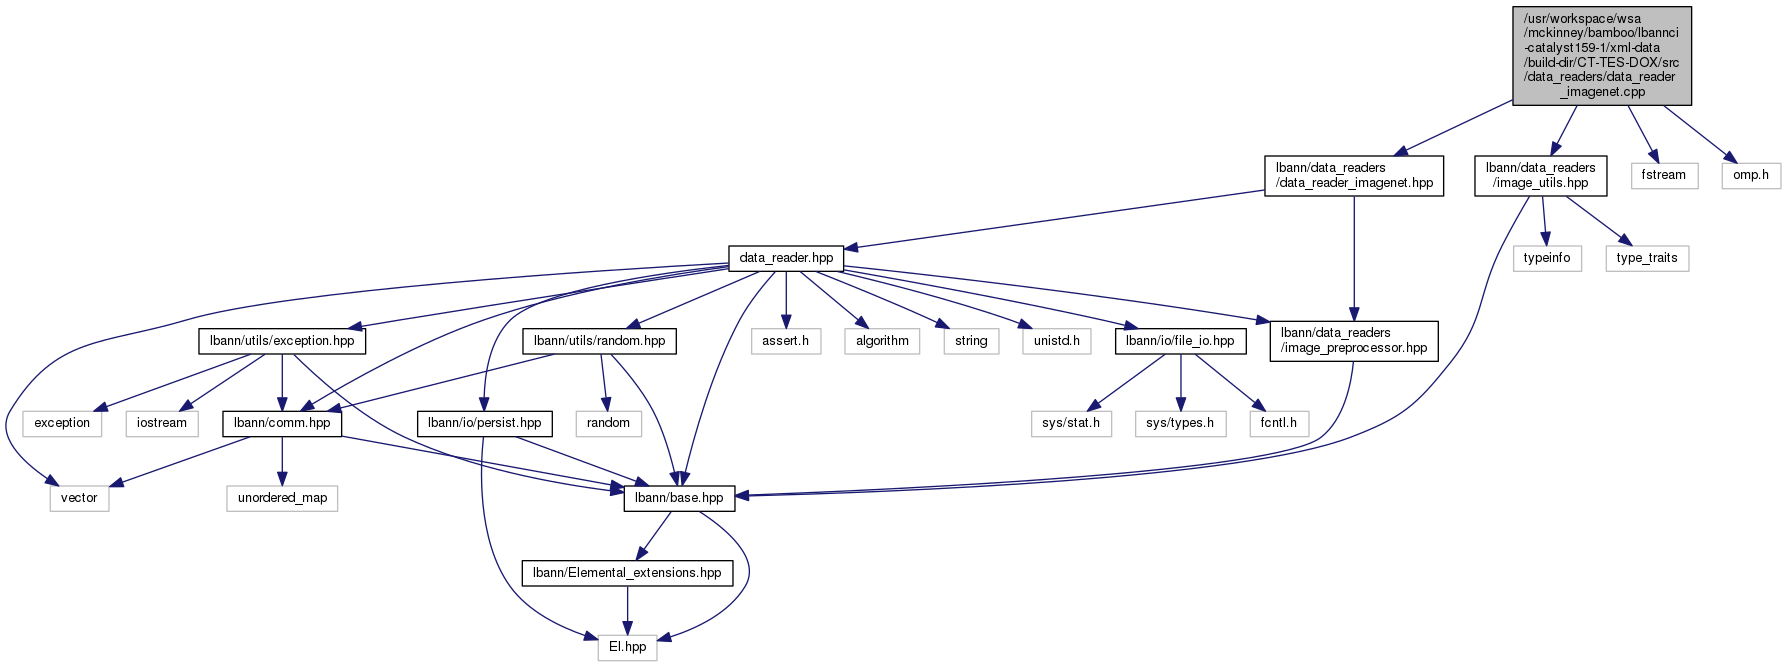 /usr/workspace/wsa
/mckinney/bamboo/lbannci
-catalyst159-1/xml-data
/build-dir/CT-TES-DOX/src
/data_readers/data_reader
_imagenet.cpp
lbann/data_readers
/data_reader_imagenet.hpp
lbann/data_readers
/image_utils.hpp
fstream
omp.h
data_reader.hpp
typeinfo
type_traits
lbann/utils/exception.hpp
lbann/utils/random.hpp
assert.h
algorithm
string
unistd.h
lbann/io/file_io.hpp
lbann/data_readers
/image_preprocessor.hpp
exception
iostream
lbann/comm.hpp
lbann/io/persist.hpp
random
sys/stat.h
sys/types.h
fcntl.h
vector
unordered_map
lbann/base.hpp
lbann/Elemental_extensions.hpp
El.hpp